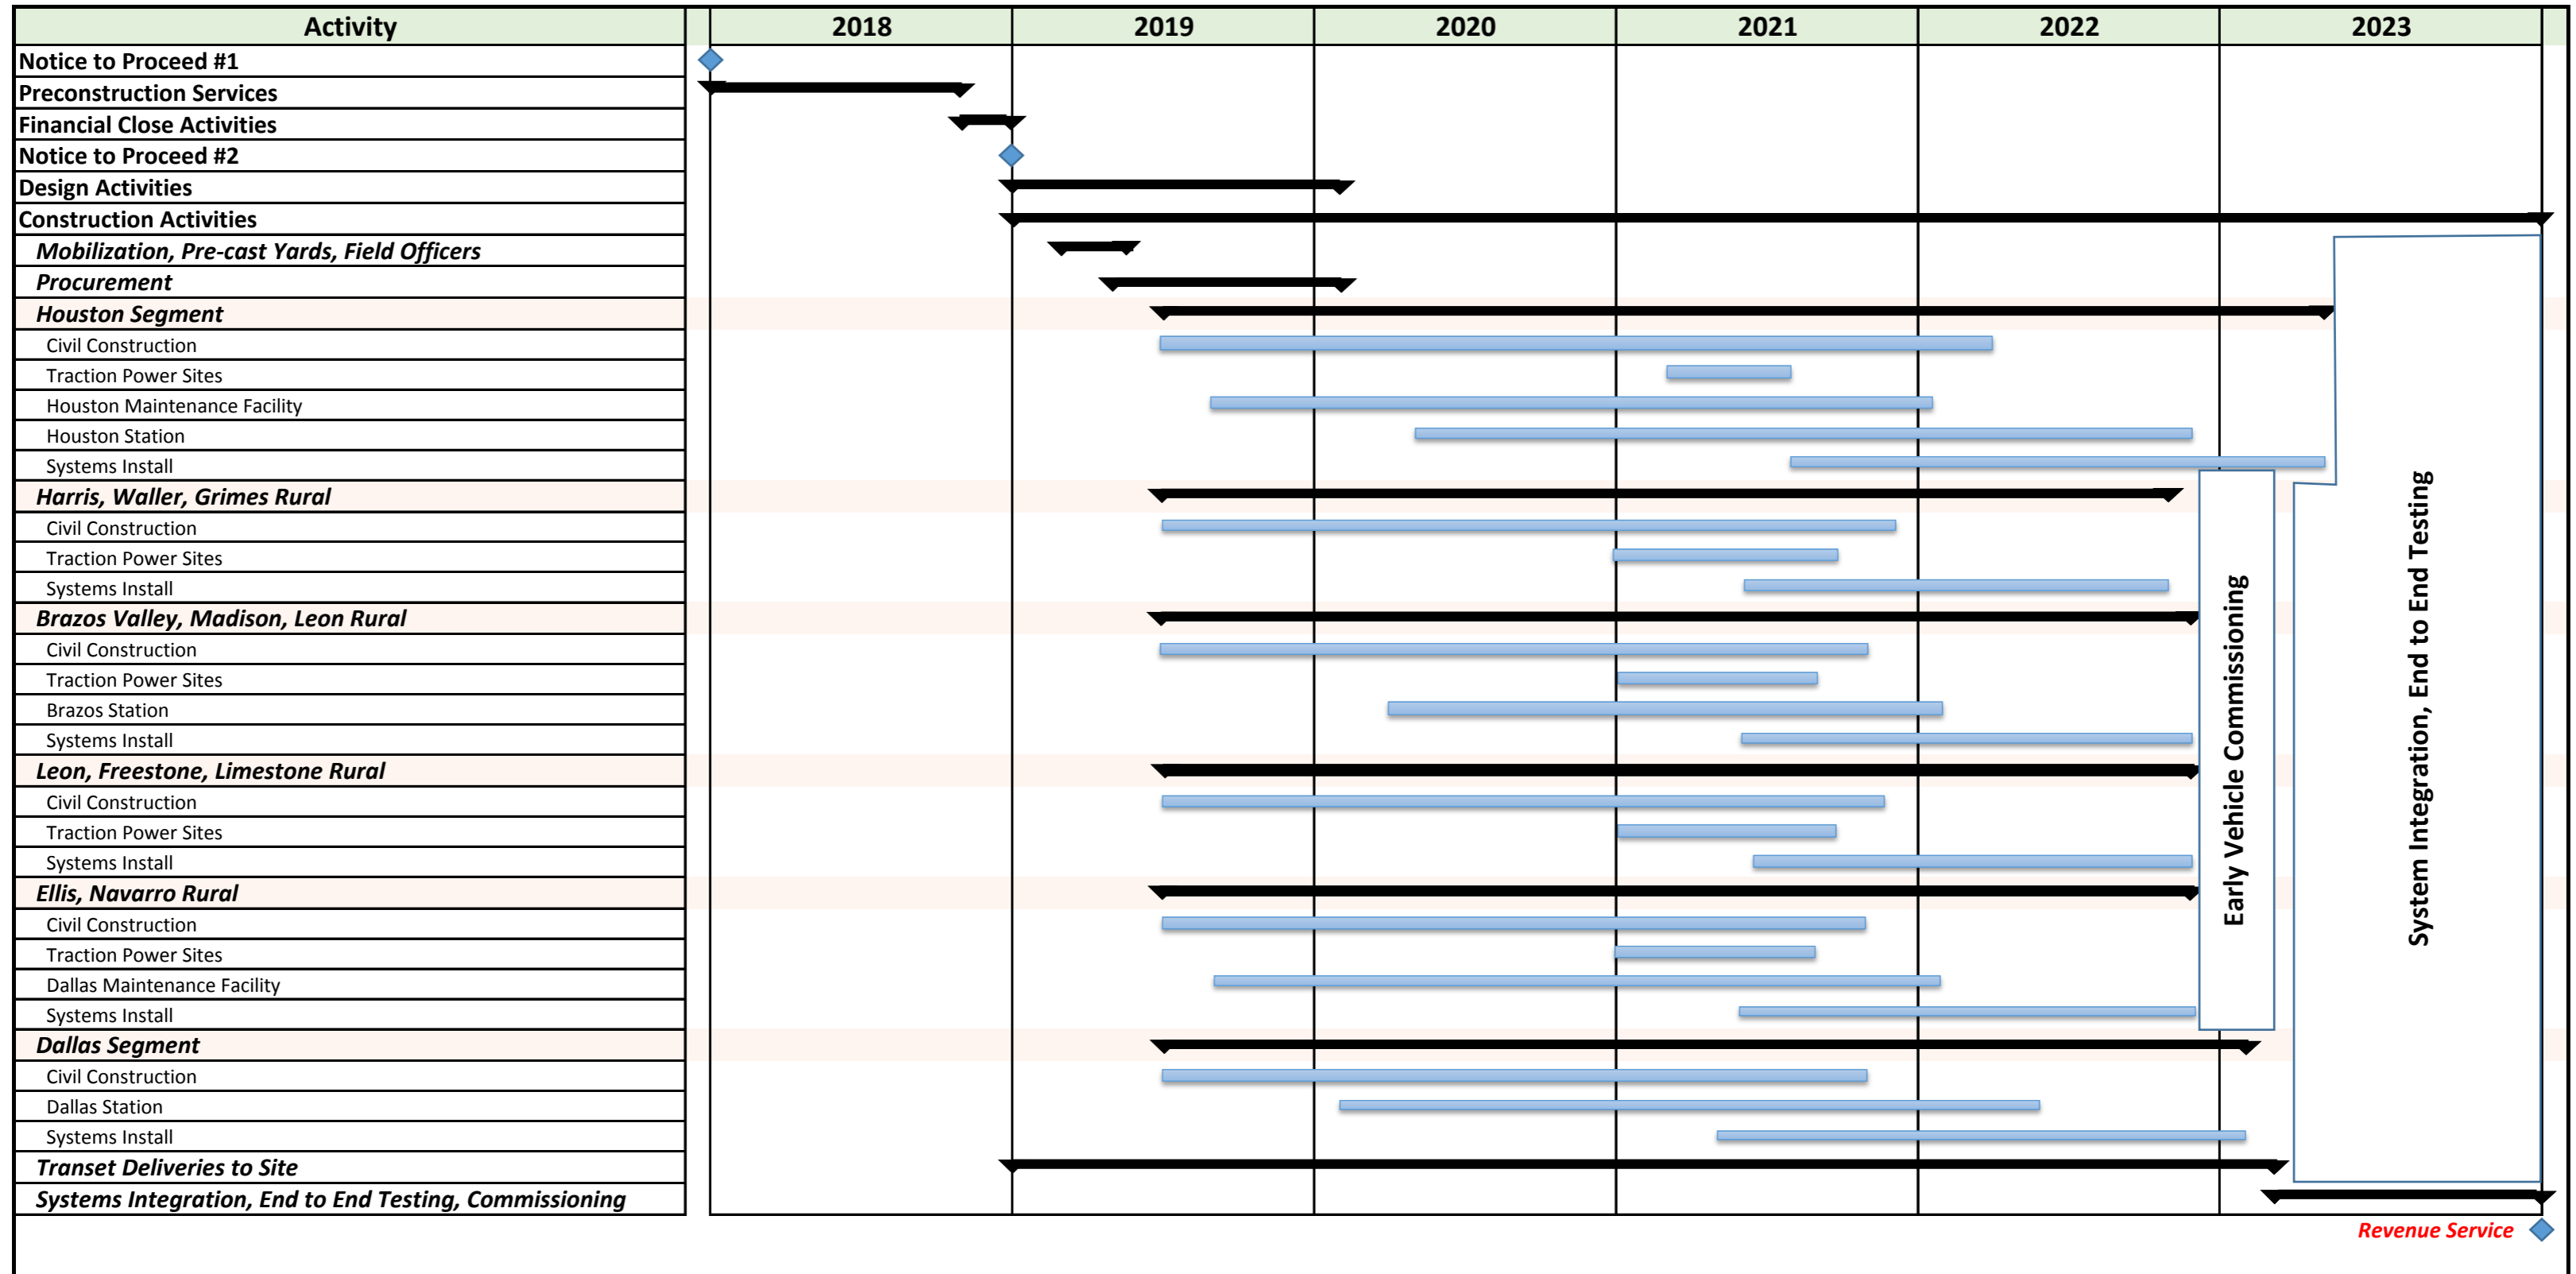 Activity 2018 2019 2020 2021 2022 2023
Notice to Proceed #1
Preconstruction Services
Financial Close Activities
Notice to Proceed #2
Design Activities
Construction Activities
Mobilization, Pre-cast Yards, Field Officers
Procurement
Houston Segment
Civil Construction
Traction Power Sites
Houston Maintenance Facility
Houston Station
Systems Install
Harris, Waller, Grimes Rural
Civil Construction
Traction Power Sites
Systems Install
Brazos Valley, Madison, Leon Rural
Civil Construction
Traction Power Sites
Brazos Station
Systems Install
Leon, Freestone, Limestone Rural
Civil Construction
Traction Power Sites
Systems Install
Ellis, Navarro Rural
Civil Construction
Traction Power Sites
Dallas Maintenance Facility
Systems Install
Dallas Segment
Civil Construction
Dallas Station
Systems Install
Transet Deliveries to Site
Systems Integration, End to End Testing, Commissioning
Early Vehicle Commissioning
System Integration, End to End Testing
Revenue Service